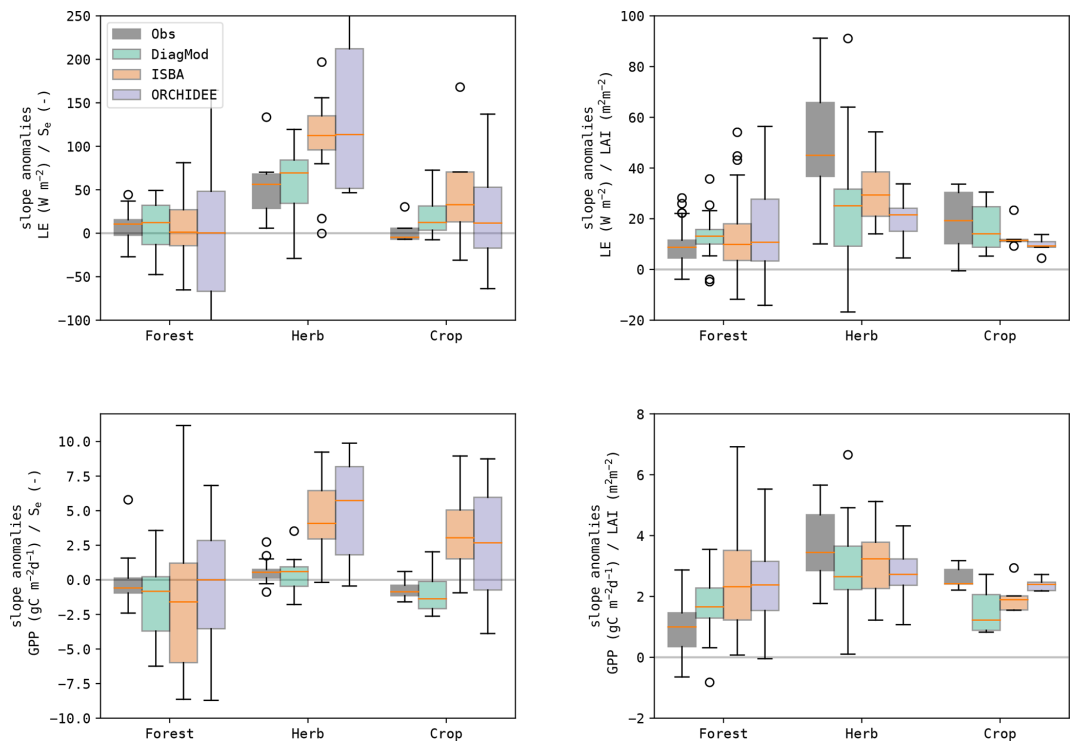 250
200
150
100
50
0
−50
−100
slope anomalies
LE (W m⁻²) / Sₑ (-)
Obs
DiagMod
ISBA
ORCHIDEE
Forest Herb Crop
100
80
60
40
20
0
−20
slope anomalies
LE (W m⁻²) / LAI (m²m⁻²)
Forest Herb Crop
10.0
7.5
5.0
2.5
0.0
−2.5
−5.0
−7.5
−10.0
slope anomalies
GPP (gC m⁻²d⁻¹) / Sₑ (-)
Forest Herb Crop
8
6
4
2
0
−2
slope anomalies
GPP (gC m⁻²d⁻¹) / LAI (m²m⁻²)
Forest Herb Crop